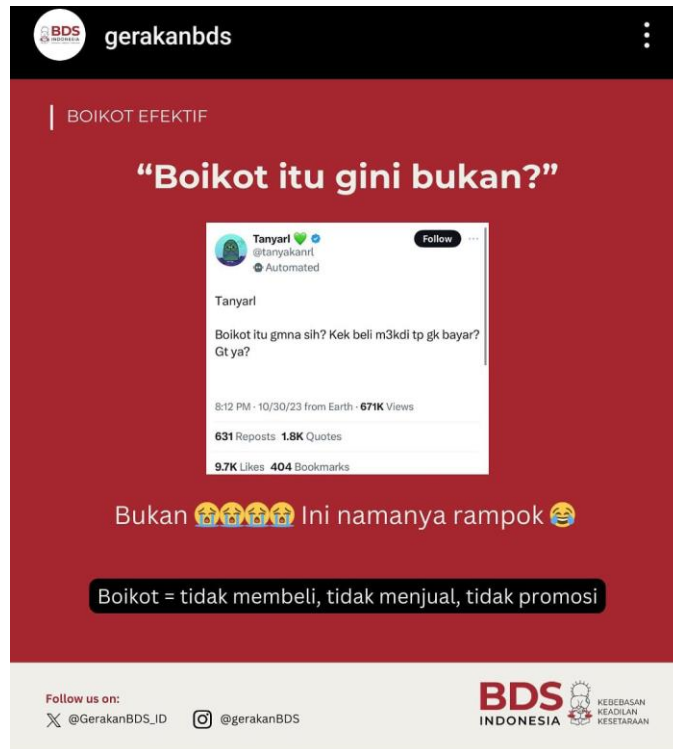 BDS
INDONESIA
gerakanbds
BOIKOT EFEKTIF
“Boikot itu gini bukan?”
Tanyarl 💚
@tanyakanrl
Automated
Follow
Tanyarl
Boikot itu gmna sih? Kek beli m3kdi tp gk bayar?
Gt ya?
8:12 PM · 10/30/23 from Earth · 671K Views
631 Reposts 1.8K Quotes
9.7K Likes 404 Bookmarks
Bukan 😭😭😭😭 Ini namanya rampok 😂
Boikot = tidak membeli, tidak menjual, tidak promosi
Follow us on:
@GerakanBDS_ID @gerakanBDS
BDS
INDONESIA
KEBEBASAN
KEADILAN
KESETARAAN